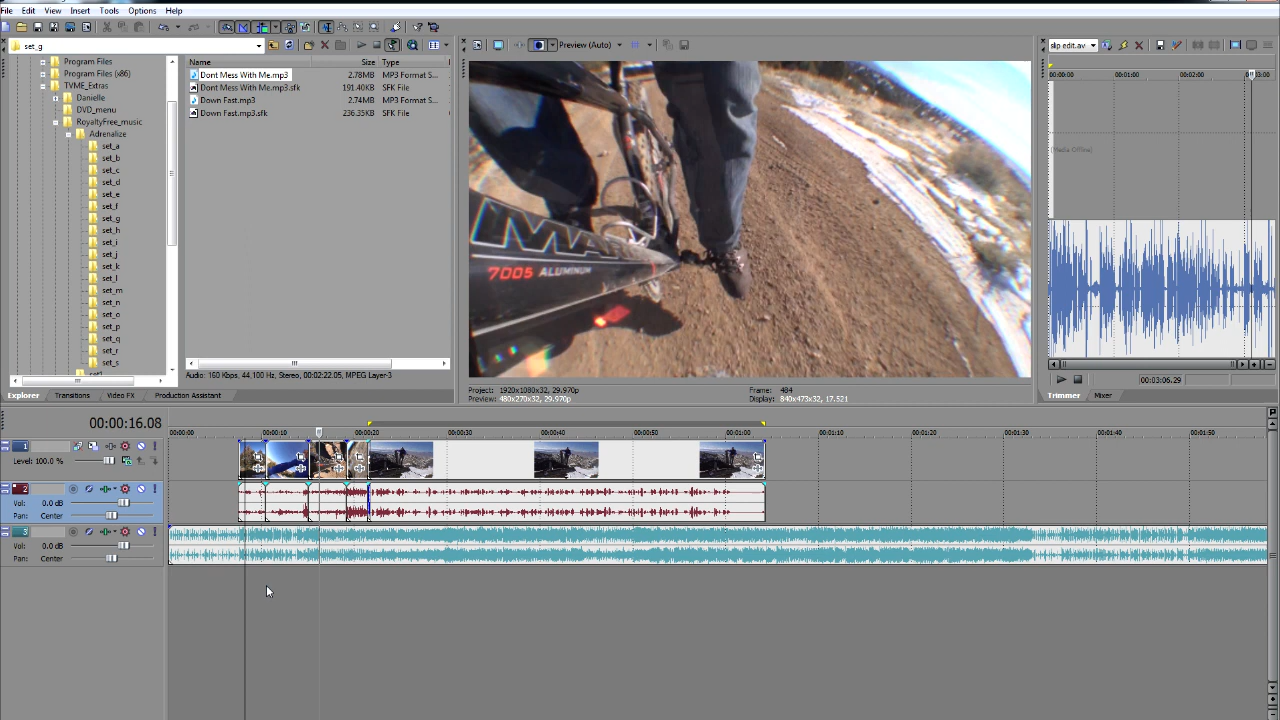 File Edit View Insert Tools Options Help
set_g
Preview (Auto)
slip edit.av
Program Files
Program Files (x86)
TVME_Extras
Danielle
DVD_menu
RoyaltyFree_music
Adrenalize
set_a
set_b
set_c
set_d
set_e
set_f
set_g
set_h
set_i
set_j
set_k
set_l
set_m
set_n
set_o
set_p
set_q
set_r
set_s
Name Size Type
Dont Mess With Me.mp3 2.78MB MP3 Format S...
Dont Mess With Me.mp3.sfk 191.40KB SFK File
Down Fast.mp3 2.74MB MP3 Format S...
Down Fast.mp3.sfk 236.35KB SFK File
Audio: 160 Kbps, 44,100 Hz, Stereo, 00:02:22.05, MPEG Layer-3
Explorer Transitions Video FX Production Assistant
7005 ALUMINUM
Project: 1920x1080x32, 29.970p Frame: 484
Preview: 480x270x32, 29.970p Display: 840x473x32, 17.521
00:00:00 00:01:00 00:02:00
(Media Offline)
00:03:06.29
Trimmer Mixer
00:00:16.08
00:00:00 00:00:10 00:00:20 00:00:30 00:00:40 00:00:50 00:01:00 00:01:10 00:01:20 00:01:30 00:01:40 00:01:50
1
Level: 100.0 %
2
Vol: 0.0 dB
Pan: Center
3
Vol: 0.0 dB
Pan: Center